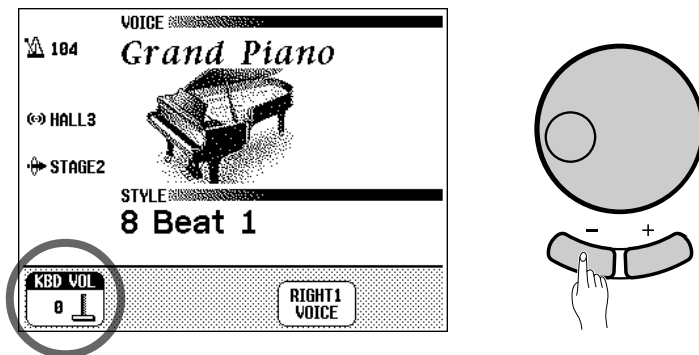 VOICE
104
Grand Piano
HALL3
STAGE2
STYLE
8 Beat 1
KBD VOL
0
RIGHT1
VOICE
− +